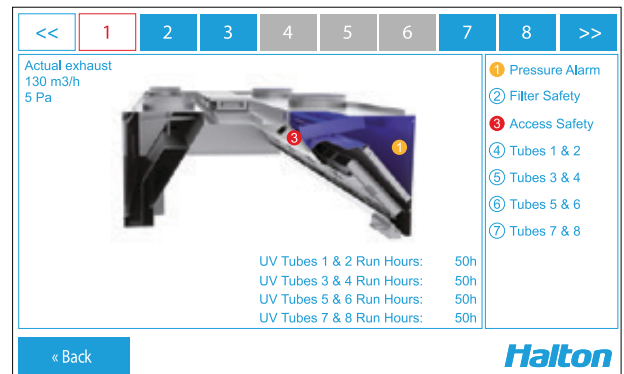 << 1 2 3 4 5 6 7 8 >>
Actual exhaust
130 m3/h
5 Pa
3
1
1 Pressure Alarm
2 Filter Safety
3 Access Safety
4 Tubes 1 & 2
5 Tubes 3 & 4
6 Tubes 5 & 6
7 Tubes 7 & 8
UV Tubes 1 & 2 Run Hours: 50h
UV Tubes 3 & 4 Run Hours: 50h
UV Tubes 5 & 6 Run Hours: 50h
UV Tubes 7 & 8 Run Hours: 50h
« Back
Halton